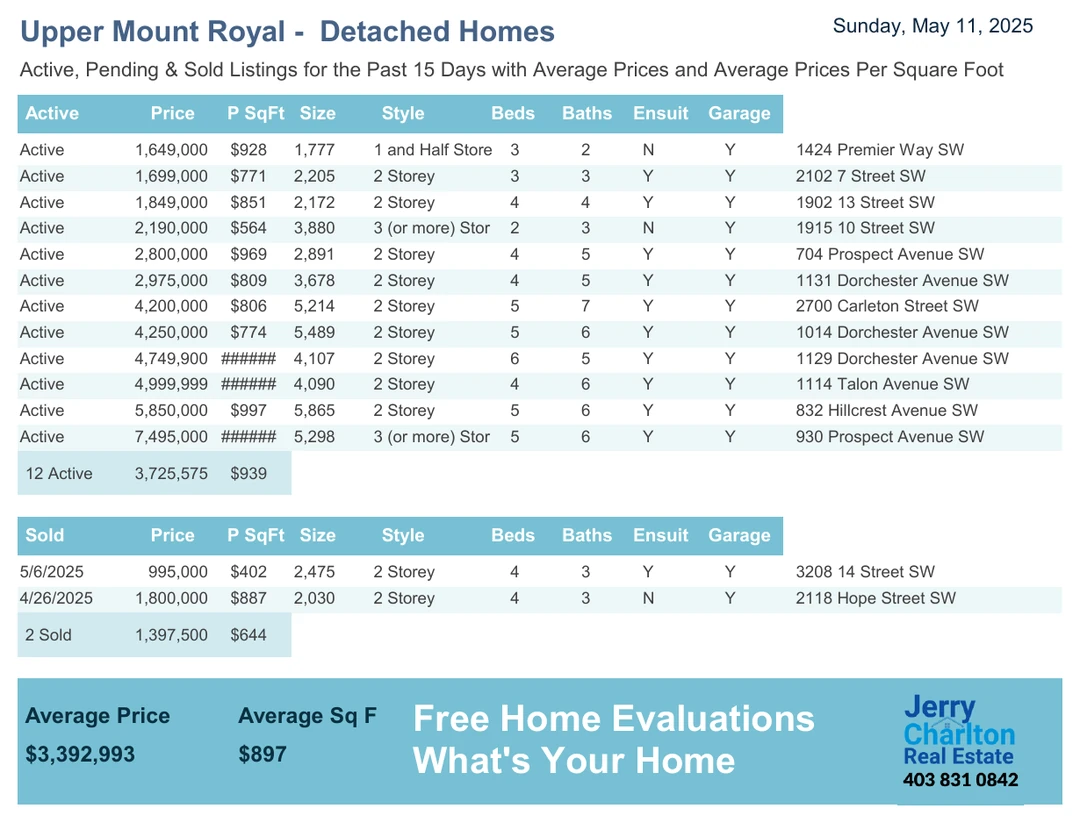 Upper Mount Royal -  Detached Homes
Sunday, May 11, 2025
Active, Pending & Sold Listings for the Past 15 Days with Average Prices and Average Prices Per Square Foot
Active Price P SqFt Size Style Beds Baths Ensuit Garage
Active 1,649,000 $928 1,777 1 and Half Store 3 2 N Y 1424 Premier Way SW
Active 1,699,000 $771 2,205 2 Storey 3 3 Y Y 2102 7 Street SW
Active 1,849,000 $851 2,172 2 Storey 4 4 Y Y 1902 13 Street SW
Active 2,190,000 $564 3,880 3 (or more) Stor 2 3 N Y 1915 10 Street SW
Active 2,800,000 $969 2,891 2 Storey 4 5 Y Y 704 Prospect Avenue SW
Active 2,975,000 $809 3,678 2 Storey 4 5 Y Y 1131 Dorchester Avenue SW
Active 4,200,000 $806 5,214 2 Storey 5 7 Y Y 2700 Carleton Street SW
Active 4,250,000 $774 5,489 2 Storey 5 6 Y Y 1014 Dorchester Avenue SW
Active 4,749,900 ###### 4,107 2 Storey 6 5 Y Y 1129 Dorchester Avenue SW
Active 4,999,999 ###### 4,090 2 Storey 4 6 Y Y 1114 Talon Avenue SW
Active 5,850,000 $997 5,865 2 Storey 5 6 Y Y 832 Hillcrest Avenue SW
Active 7,495,000 ###### 5,298 3 (or more) Stor 5 6 Y Y 930 Prospect Avenue SW
12 Active 3,725,575 $939
Sold Price P SqFt Size Style Beds Baths Ensuit Garage
5/6/2025 995,000 $402 2,475 2 Storey 4 3 Y Y 3208 14 Street SW
4/26/2025 1,800,000 $887 2,030 2 Storey 4 3 N Y 2118 Hope Street SW
2 Sold 1,397,500 $644
Average Price Average Sq F
$3,392,993 $897
Free Home Evaluations
What's Your Home
Jerry
Charlton
Real Estate
403 831 0842